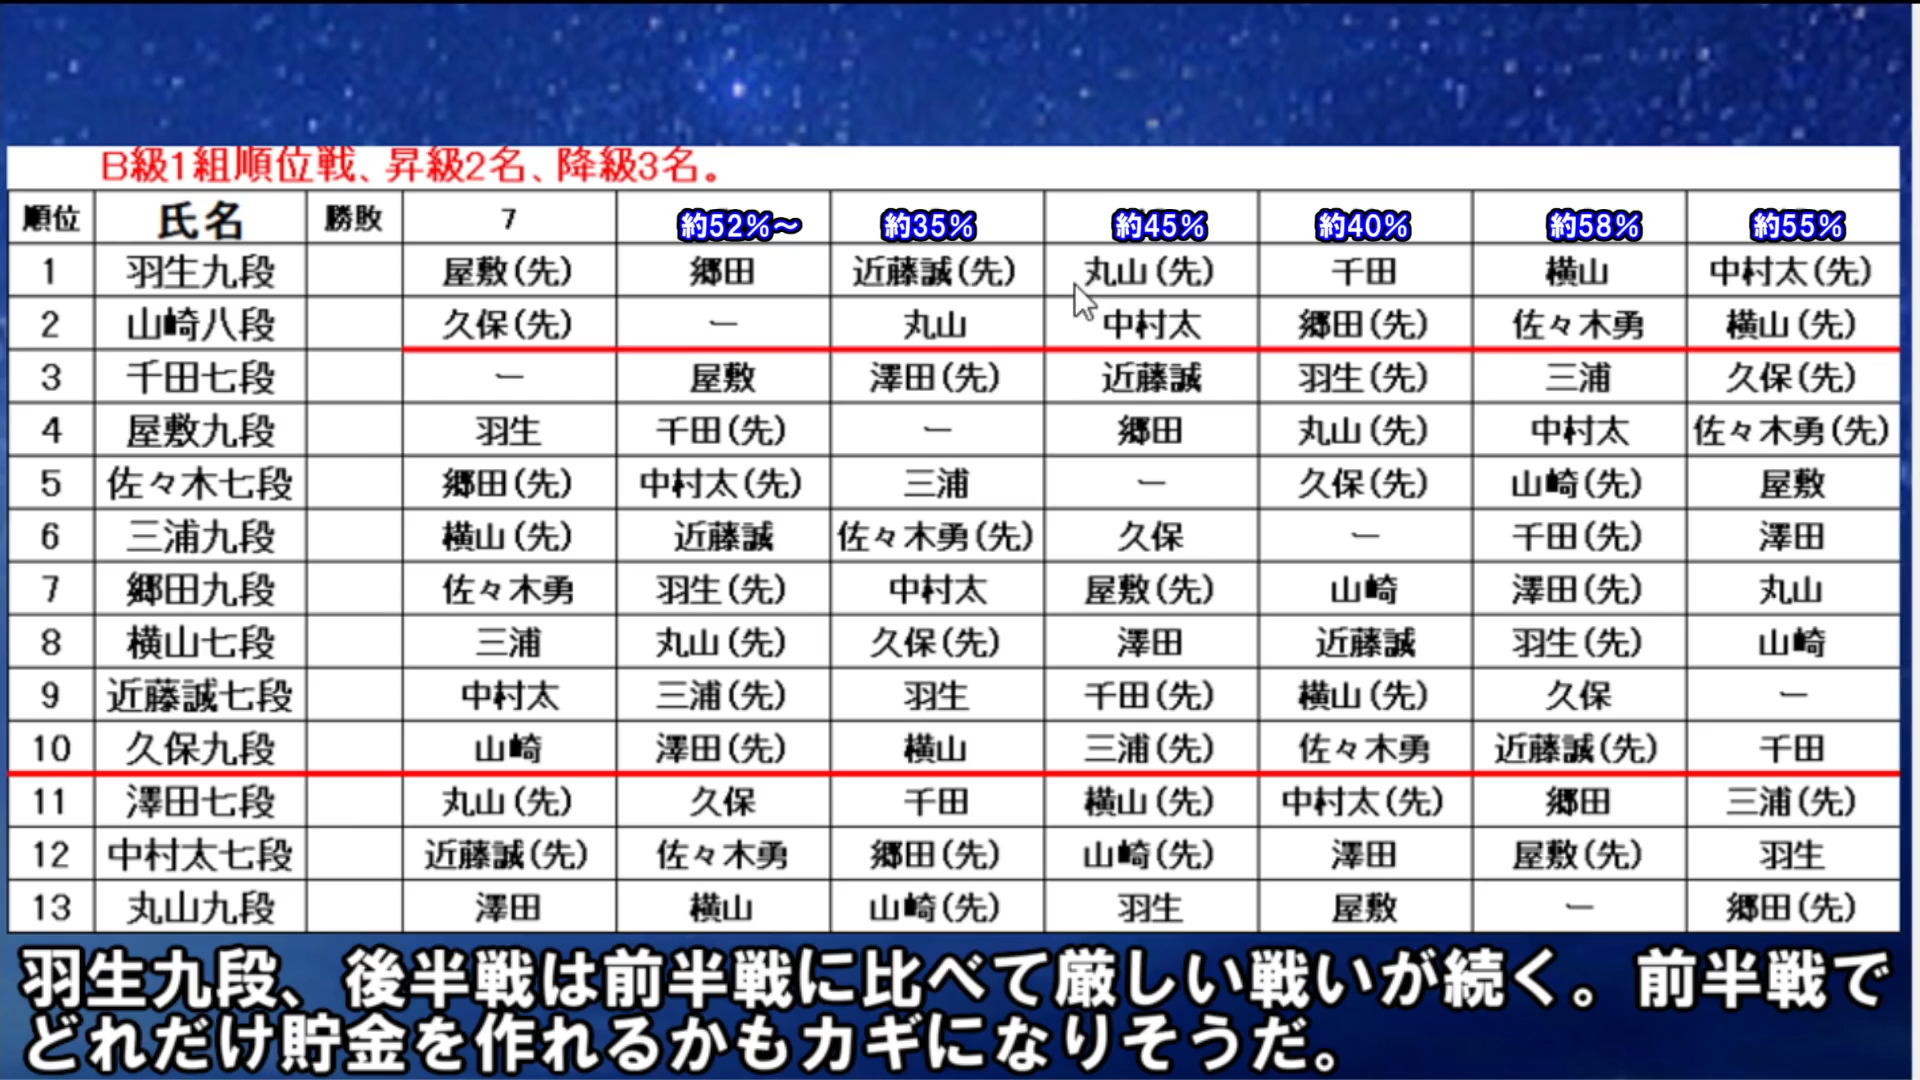 B級1組順位戦、昇級2名、降級3名。
順位 氏名 勝敗 7 約52%～ 約35% 約45% 約40% 約58% 約55%
1 羽生九段 屋敷(先) 郷田 近藤誠(先) 丸山(先) 千田 横山 中村太(先)
2 山崎八段 久保(先) ー 丸山 中村太 郷田(先) 佐々木勇 横山(先)
3 千田七段 ー 屋敷 澤田(先) 近藤誠 羽生(先) 三浦 久保(先)
4 屋敷九段 羽生 千田(先) ー 郷田 丸山(先) 中村太 佐々木勇(先)
5 佐々木七段 郷田(先) 中村太(先) 三浦 ー 久保(先) 山崎(先) 屋敷
6 三浦九段 横山(先) 近藤誠 佐々木勇(先) 久保 ー 千田(先) 澤田
7 郷田九段 佐々木勇 羽生(先) 中村太 屋敷(先) 山崎 澤田(先) 丸山
8 横山七段 三浦 丸山(先) 久保(先) 澤田 近藤誠 羽生(先) 山崎
9 近藤誠七段 中村太 三浦(先) 羽生 千田(先) 横山(先) 久保 ー
10 久保九段 山崎 澤田(先) 横山 三浦(先) 佐々木勇 近藤誠(先) 千田
11 澤田七段 丸山(先) 久保 千田 横山(先) 中村太(先) 郷田 三浦(先)
12 中村太七段 近藤誠(先) 佐々木勇 郷田(先) 山崎(先) 澤田 屋敷(先) 羽生
13 丸山九段 澤田 横山 山崎(先) 羽生 屋敷 ー 郷田(先)
羽生九段、後半戦は前半戦に比べて厳しい戦いが続く。前半戦で
どれだけ貯金を作れるかもカギになりそうだ。